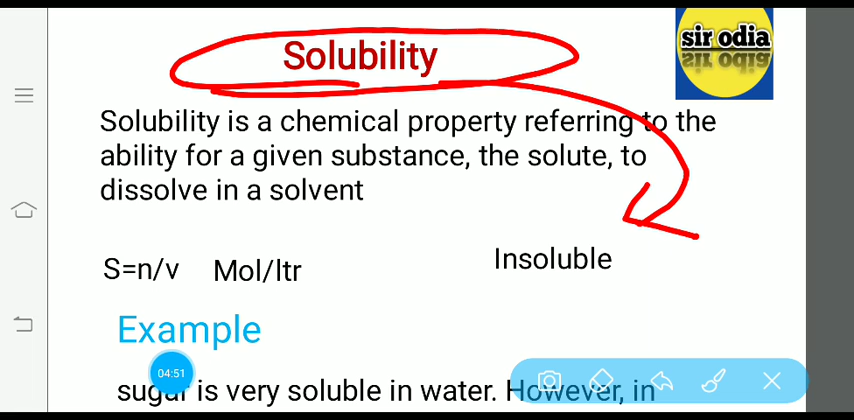 Solubility
sir odia
Solubility is a chemical property referring to the
ability for a given substance, the solute, to
dissolve in a solvent
S=n/v Mol/ltr Insoluble
Example
04:51
sugar is very soluble in water. However, in